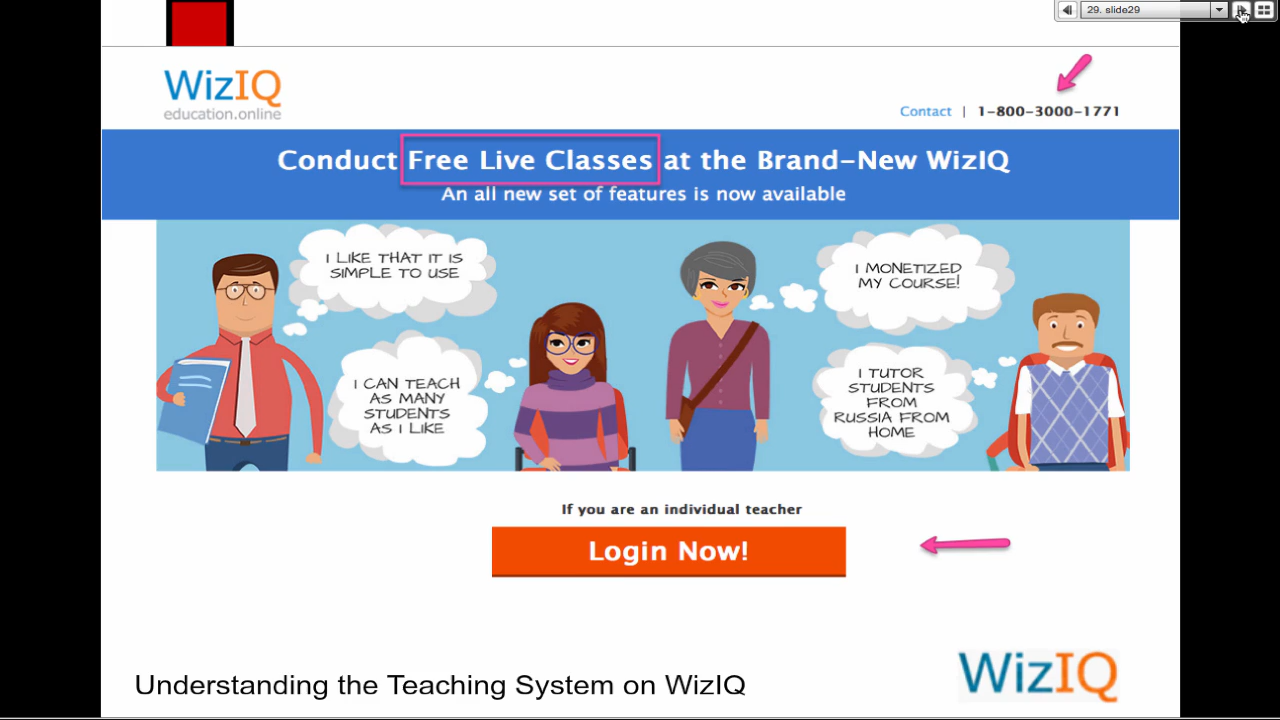 29. slide29
WizIQ
education.online
Contact | 1-800-3000-1771
Conduct Free Live Classes at the Brand-New WizIQ
An all new set of features is now available
I LIKE THAT IT IS
SIMPLE TO USE
I MONETIZED
MY COURSE!
I CAN TEACH
AS MANY
STUDENTS
AS I LIKE
I TUTOR
STUDENTS
FROM
RUSSIA FROM
HOME
If you are an individual teacher
Login Now!
Understanding the Teaching System on WizIQ
WizIQ